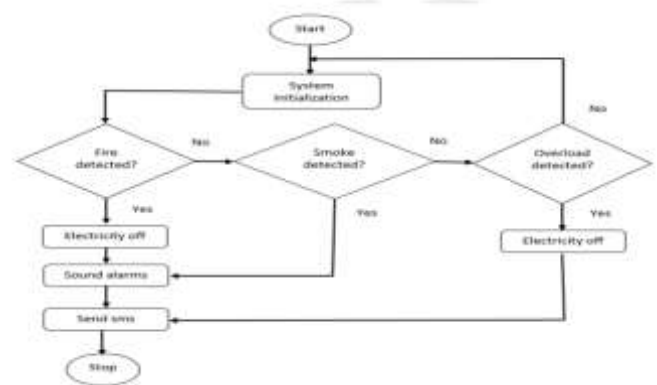 Start
System
Initialization
No
Fire
detected?
No
Smoke
detected?
No
Overload
detected?
Yes
Yes
Yes
Electricity off
Electricity off
Sound alarms
Send sms
Stop